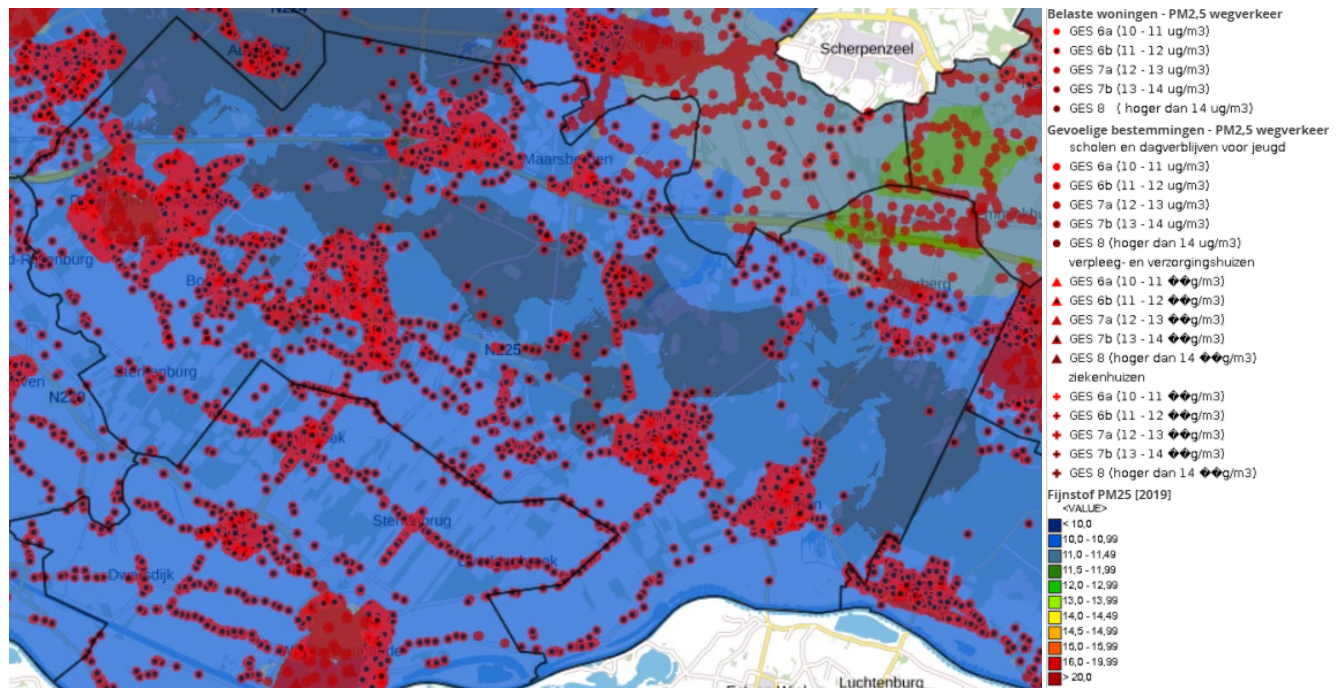 Scherpenzeel
Maarsbergen
N225
Sterkenburg
N229
Dwarsdijk
Luchtenburg
Belaste woningen - PM2,5 wegverkeer
GES 6a (10 - 11 ug/m3)
GES 6b (11 - 12 ug/m3)
GES 7a (12 - 13 ug/m3)
GES 7b (13 - 14 ug/m3)
GES 8 ( hoger dan 14 ug/m3)
Gevoelige bestemmingen - PM2,5 wegverkeer
scholen en dagverblijven voor jeugd
GES 6a (10 - 11 ug/m3)
GES 6b (11 - 12 ug/m3)
GES 7a (12 - 13 ug/m3)
GES 7b (13 - 14 ug/m3)
GES 8 (hoger dan 14 ug/m3)
verpleeg- en verzorgingshuizen
GES 6a (10 - 11 ��g/m3)
GES 6b (11 - 12 ��g/m3)
GES 7a (12 - 13 ��g/m3)
GES 7b (13 - 14 ��g/m3)
GES 8 (hoger dan 14 ��g/m3)
ziekenhuizen
GES 6a (10 - 11 ��g/m3)
GES 6b (11 - 12 ��g/m3)
GES 7a (12 - 13 ��g/m3)
GES 7b (13 - 14 ��g/m3)
GES 8 (hoger dan 14 ��g/m3)
Fijnstof PM25 [2019]
<VALUE>
< 10,0
10,0 - 10,99
11,0 - 11,49
11,5 - 11,99
12,0 - 12,99
13,0 - 13,99
14,0 - 14,49
14,5 - 14,99
15,0 - 15,99
16,0 - 19,99
> 20,0